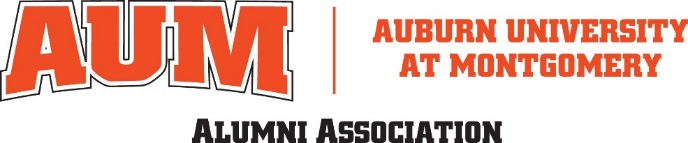 AUM
AUBURN UNIVERSITY
AT MONTGOMERY
ALUMNI ASSOCIATION